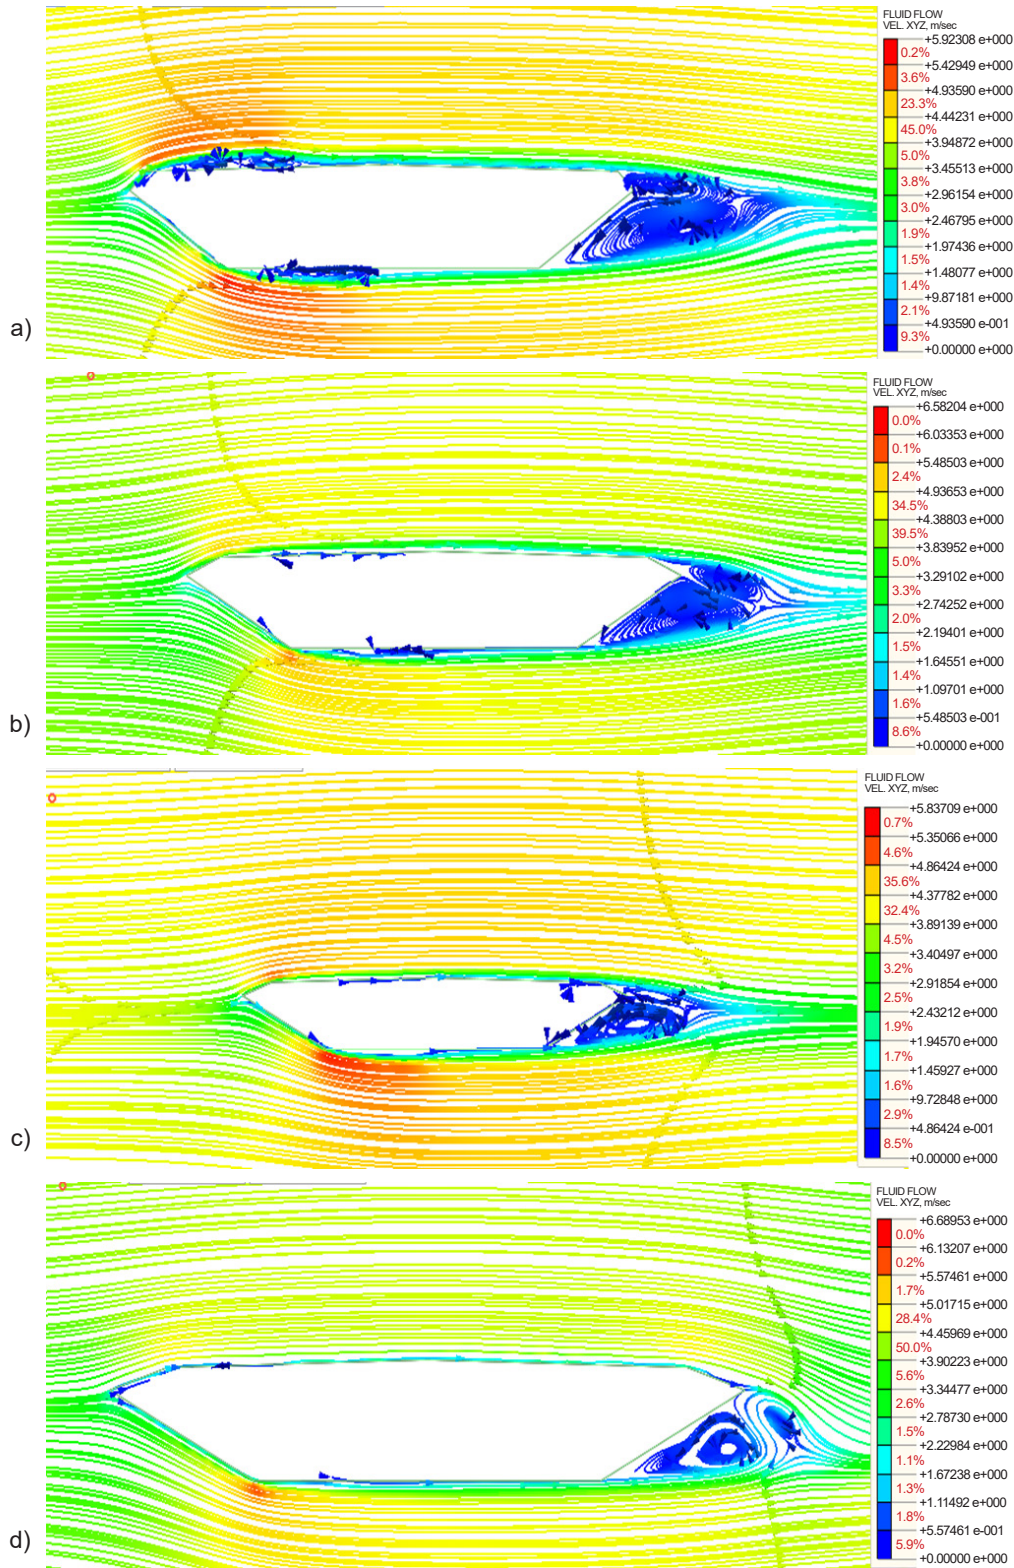 FLUID FLOW
VEL. XYZ, m/sec
+5.92308 e+000
0.2%
+5.42949 e+000
3.6%
+4.93590 e+000
23.3%
+4.44231 e+000
45.0%
+3.94872 e+000
5.0%
+3.45513 e+000
3.8%
+2.96154 e+000
3.0%
+2.46795 e+000
1.9%
+1.97436 e+000
1.5%
+1.48077 e+000
1.4%
+9.87181 e+000
2.1%
+4.93590 e-001
9.3%
+0.00000 e+000
a)
FLUID FLOW
VEL. XYZ, m/sec
+6.58204 e+000
0.0%
+6.03353 e+000
0.1%
+5.48503 e+000
2.4%
+4.93653 e+000
34.5%
+4.38803 e+000
39.5%
+3.83952 e+000
5.0%
+3.29102 e+000
3.3%
+2.74252 e+000
2.0%
+2.19401 e+000
1.5%
+1.64551 e+000
1.4%
+1.09701 e+000
1.6%
+5.48503 e-001
8.6%
+0.00000 e+000
b)
FLUID FLOW
VEL. XYZ, m/sec
+5.83709 e+000
0.7%
+5.35066 e+000
4.6%
+4.86424 e+000
35.6%
+4.37782 e+000
32.4%
+3.89139 e+000
4.5%
+3.40497 e+000
3.2%
+2.91854 e+000
2.5%
+2.43212 e+000
1.9%
+1.94570 e+000
1.7%
+1.45927 e+000
1.6%
+9.72848 e+000
2.9%
+4.86424 e-001
8.5%
+0.00000 e+000
c)
FLUID FLOW
VEL. XYZ, m/sec
+6.68953 e+000
0.0%
+6.13207 e+000
0.2%
+5.57461 e+000
1.7%
+5.01715 e+000
28.4%
+4.45969 e+000
50.0%
+3.90223 e+000
5.6%
+3.34477 e+000
2.6%
+2.78730 e+000
1.5%
+2.22984 e+000
1.1%
+1.67238 e+000
1.3%
+1.11492 e+000
1.8%
+5.57461 e-001
5.9%
+0.00000 e+000
d)